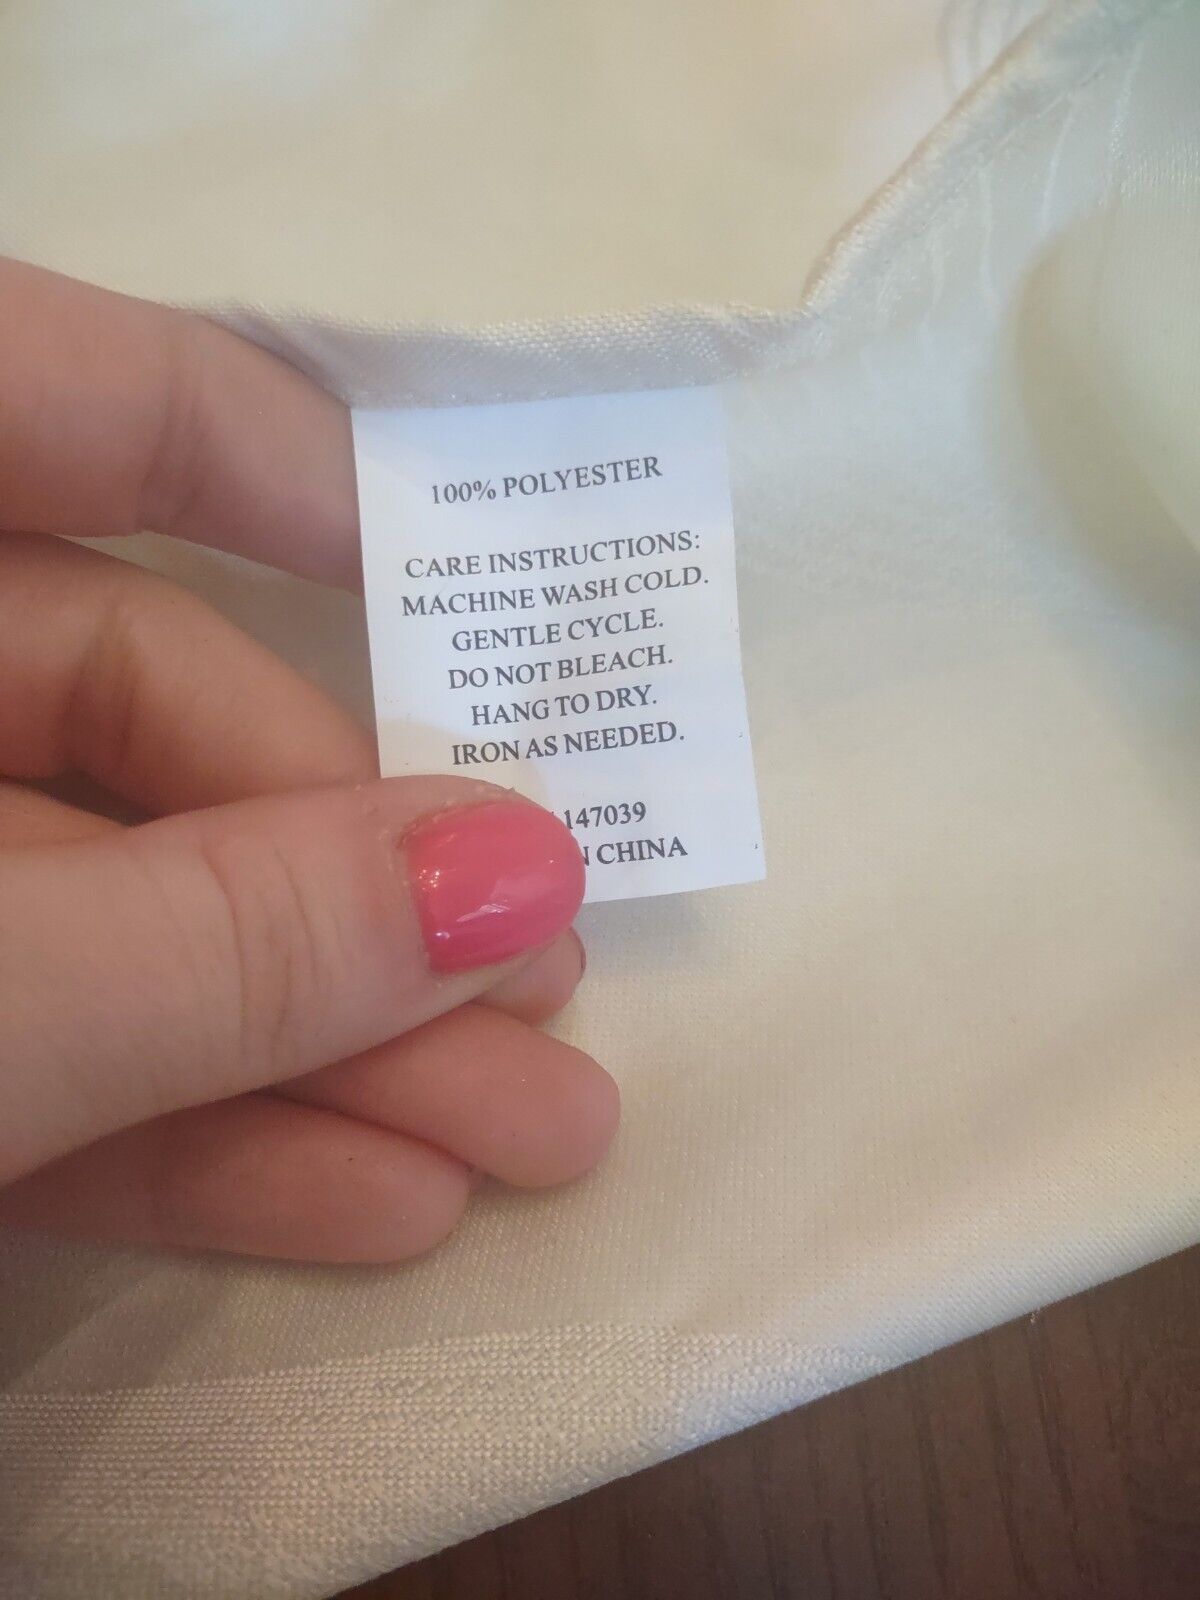 100% POLYESTER
CARE INSTRUCTIONS:
MACHINE WASH COLD.
GENTLE CYCLE.
DO NOT BLEACH.
HANG TO DRY.
IRON AS NEEDED.
147039
CHINA